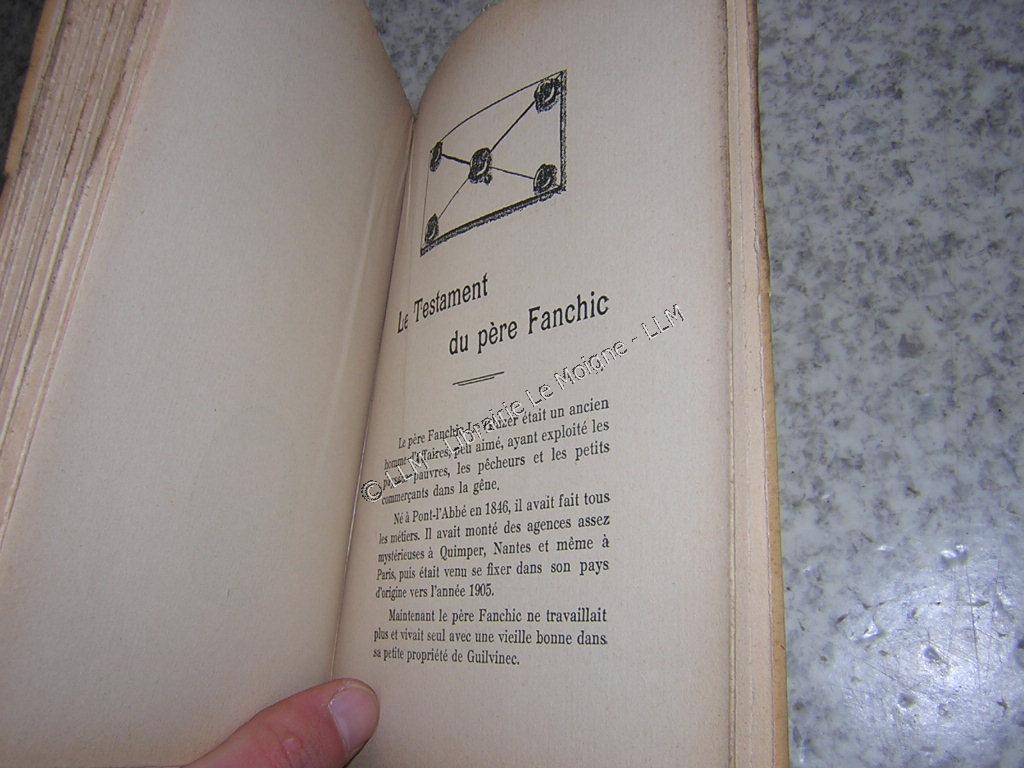 Le Testament
du père Fanchic
Le père Fanchic était un ancien
homme d'affaires, peu aimé, ayant exploité les
pauvres, les pêcheurs et les petits
commerçants dans la gêne.
Né à Pont-l'Abbé en 1846, il avait fait tous
les métiers. Il avait monté des agences assez
mystérieuses à Quimper, Nantes et même à
Paris, puis était venu se fixer dans son pays
d'origine vers l'année 1905.
Maintenant le père Fanchic ne travaillait
plus et vivait seul avec une vieille bonne dans
sa petite propriété de Guilvinec.
© LLM - Librairie Le Moigne - LLM